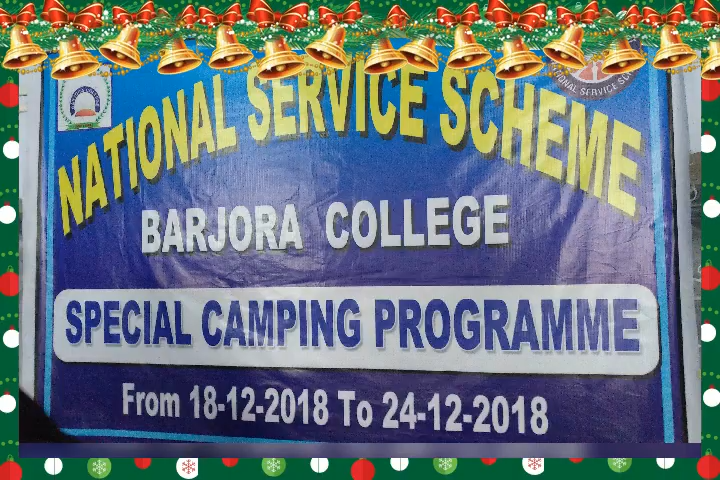 NATIONAL SERVICE SCHEME
BARJORA COLLEGE
SPECIAL CAMPING PROGRAMME
From 18-12-2018 To 24-12-2018